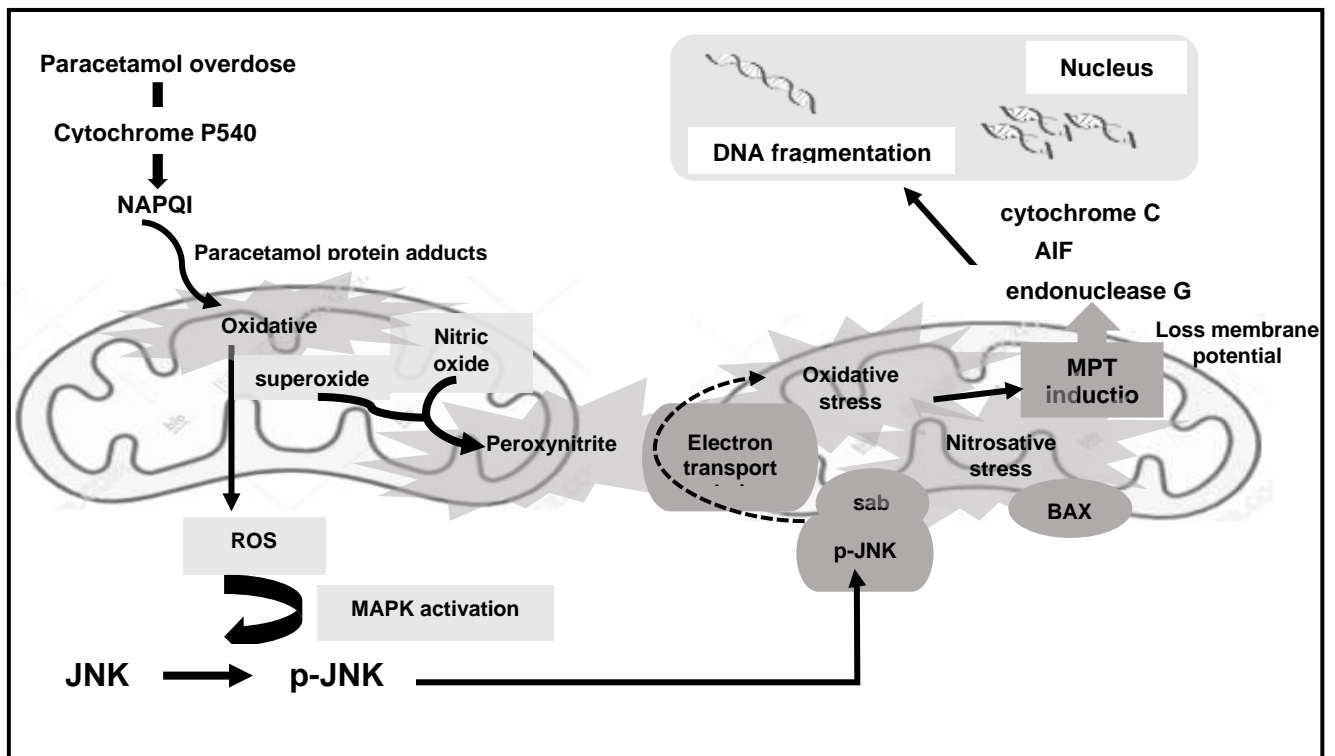 Paracetamol overdose
Cytochrome P540
NAPQI
Paracetamol protein adducts
Oxidative
Nitric
oxide
superoxide
Peroxynitrite
ROS
MAPK activation
JNK
p-JNK
Nucleus
DNA fragmentation
cytochrome C
AIF
endonuclease G
Loss membrane
potential
MPT
inductio
Oxidative
stress
Nitrosative
stress
Electron
transport
sab
BAX
p-JNK